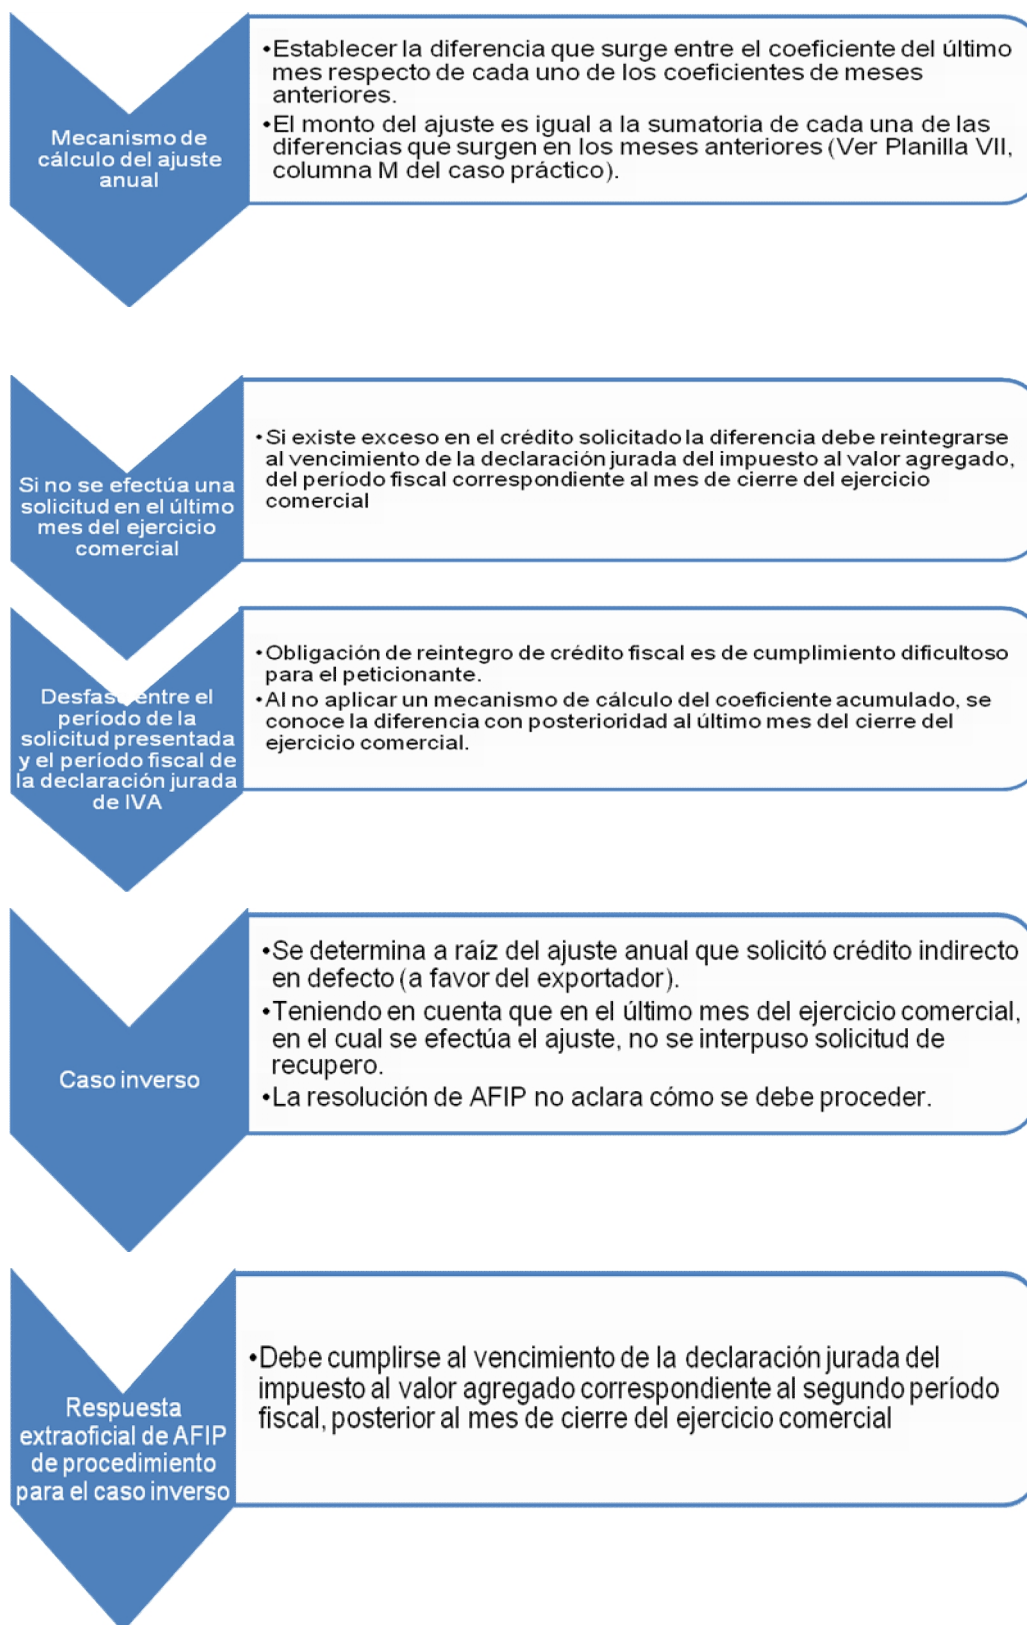 Mecanismo de
cálculo del ajuste
anual
•Establecer la diferencia que surge entre el coeficiente del último
mes respecto de cada uno de los coeficientes de meses
anteriores.
•El monto del ajuste es igual a la sumatoria de cada una de las
diferencias que surgen en los meses anteriores (Ver Planilla VII,
columna M del caso práctico).
Si no se efectúa una
solicitud en el último
mes del ejercicio
comercial
•Si existe exceso en el crédito solicitado la diferencia debe reintegrarse
al vencimiento de la declaración jurada del impuesto al valor agregado,
del período fiscal correspondiente al mes de cierre del ejercicio
comercial
Desfase entre el
período de la
solicitud presentada
y el período fiscal de
la declaración jurada
de IVA
•Obligación de reintegro de crédito fiscal es de cumplimiento dificultoso
para el peticionante.
•Al no aplicar un mecanismo de cálculo del coeficiente acumulado, se
conoce la diferencia con posterioridad al último mes del cierre del
ejercicio comercial.
Caso inverso
•Se determina a raíz del ajuste anual que solicitó crédito indirecto
en defecto (a favor del exportador).
•Teniendo en cuenta que en el último mes del ejercicio comercial,
en el cual se efectúa el ajuste, no se interpuso solicitud de
recupero.
•La resolución de AFIP no aclara cómo se debe proceder.
Respuesta
extraoficial de AFIP
de procedimiento
para el caso inverso
•Debe cumplirse al vencimiento de la declaración jurada del
impuesto al valor agregado correspondiente al segundo período
fiscal, posterior al mes de cierre del ejercicio comercial